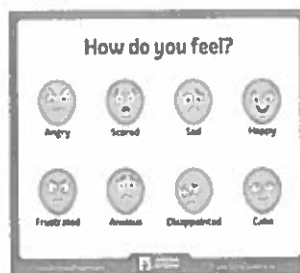 How do you feel?
Angry Scared Sad Happy
Frustrated Anxious Disappointed Calm